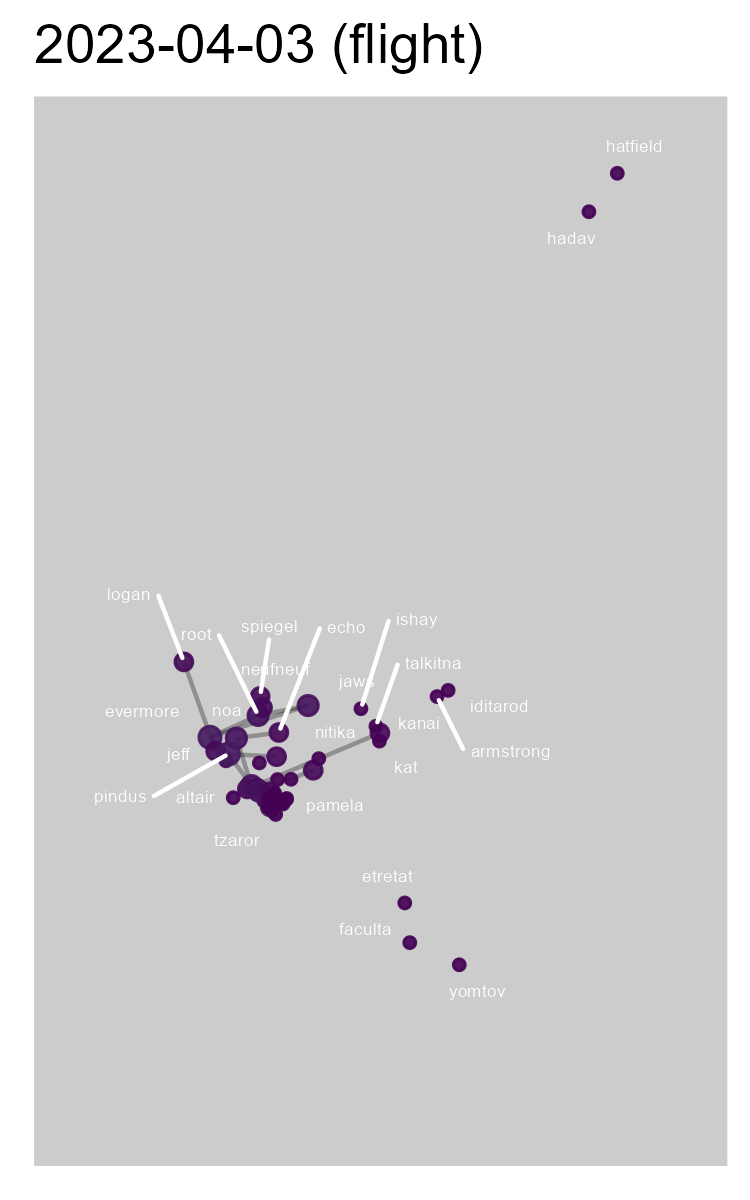 2023-04-03 (flight)
hatfield
hadav
logan
root
spiegel
echo
ishay
neufneuf
talkitna
jaws
evermore
noa
iditarod
kanai
nitika
jeff
armstrong
kat
pindus
altair
pamela
tzaror
etretat
faculta
yomtov